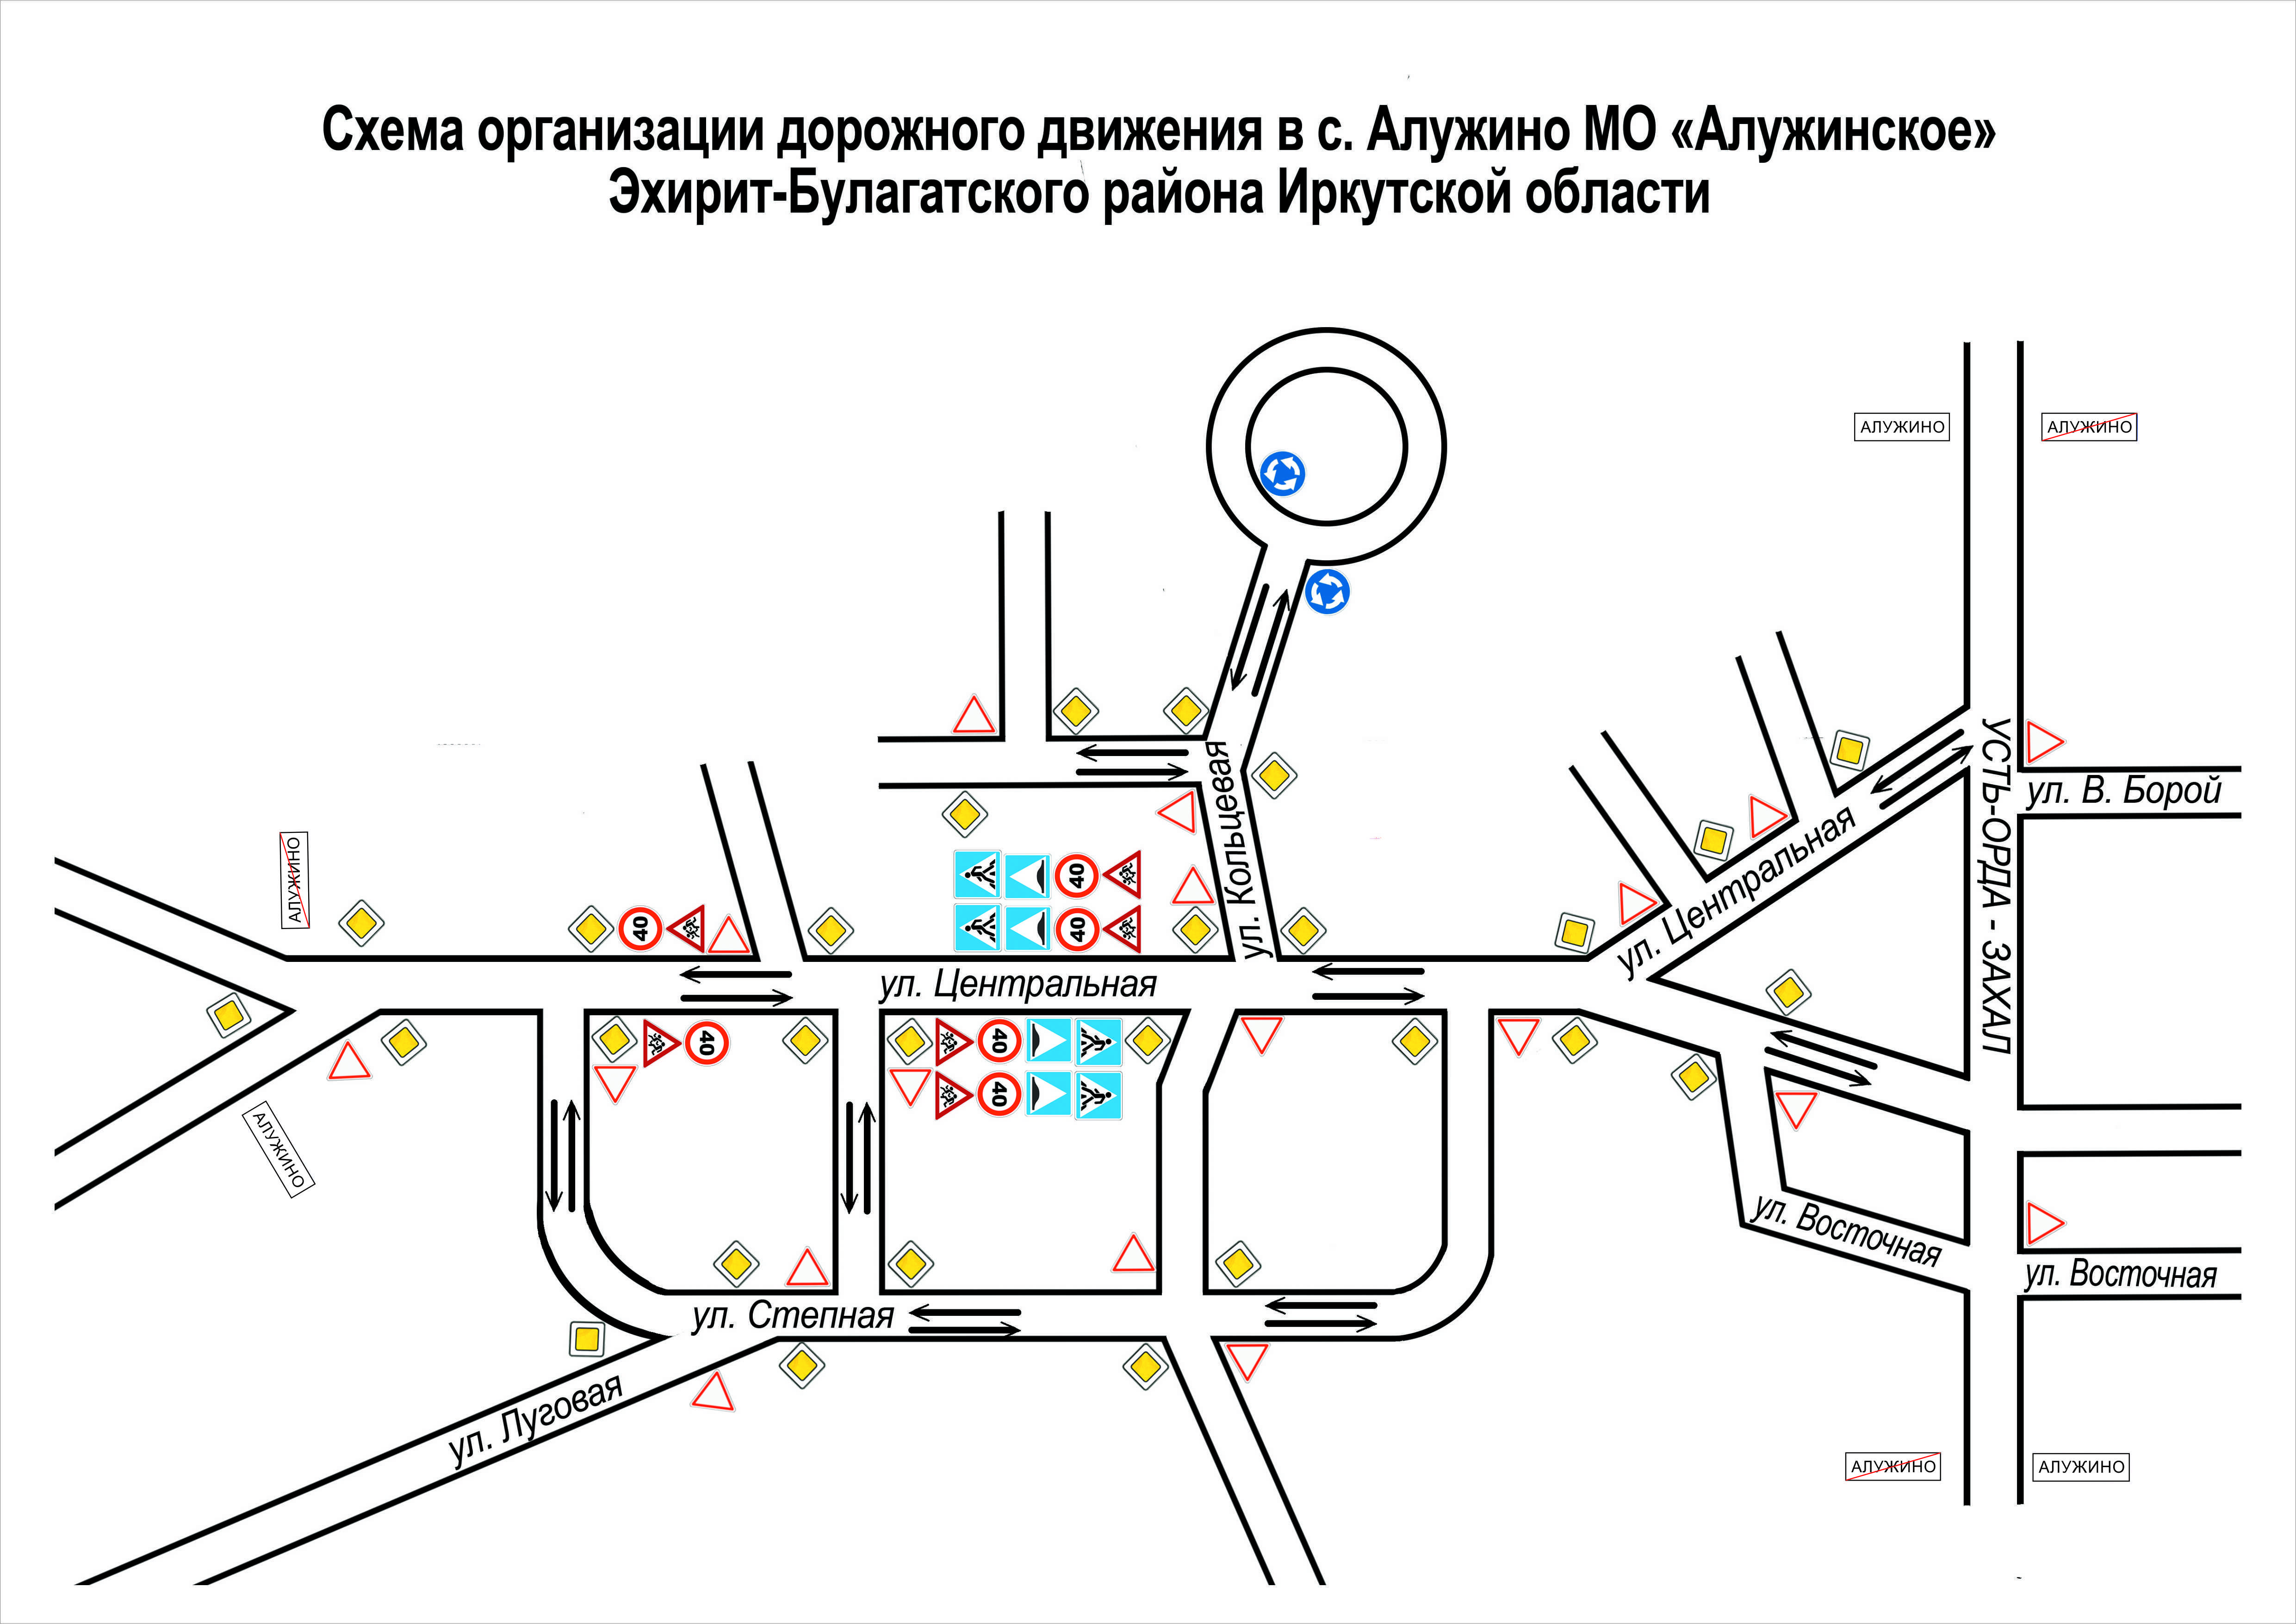 Схема организации дорожного движения в с. Алужино МО «Алужинское»
Эхирит-Булагатского района Иркутской области
АЛУЖИНО
АЛУЖИНО
УСТЬ-ОРДА - ЗАХАЛ
ул. В. Борой
ул. Кольцевая
ул. Центральная
40
40
АЛУЖИНО
40
ул. Центральная
40
40
40
АЛУЖИНО
ул. Восточная
ул. Восточная
ул. Степная
ул. Луговая
АЛУЖИНО
АЛУЖИНО